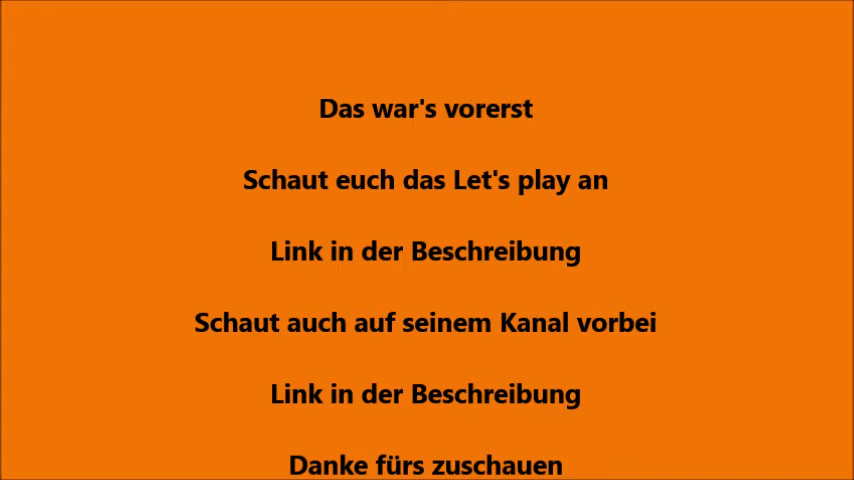 Das war's vorerst
Schaut euch das Let's play an
Link in der Beschreibung
Schaut auch auf seinem Kanal vorbei
Link in der Beschreibung
Danke fürs zuschauen